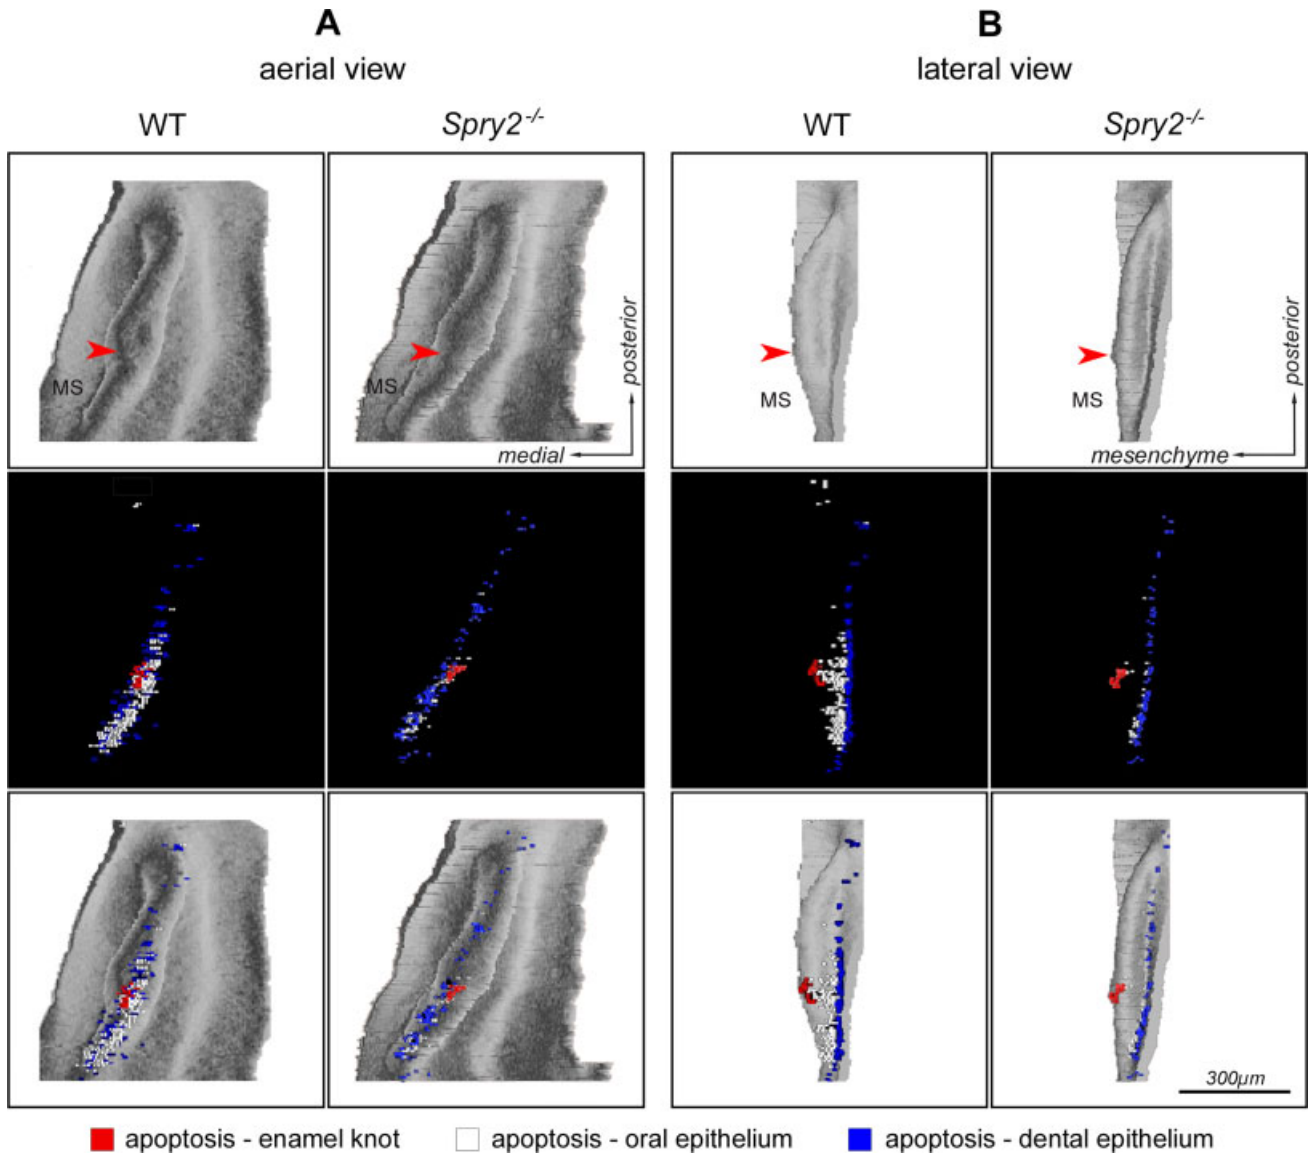 A
aerial view
WT
Spry2-/-
MS
MS
posterior
medial
B
lateral view
WT
Spry2-/-
MS
MS
posterior
mesenchyme
300µm
apoptosis - enamel knot
apoptosis - oral epithelium
apoptosis - dental epithelium